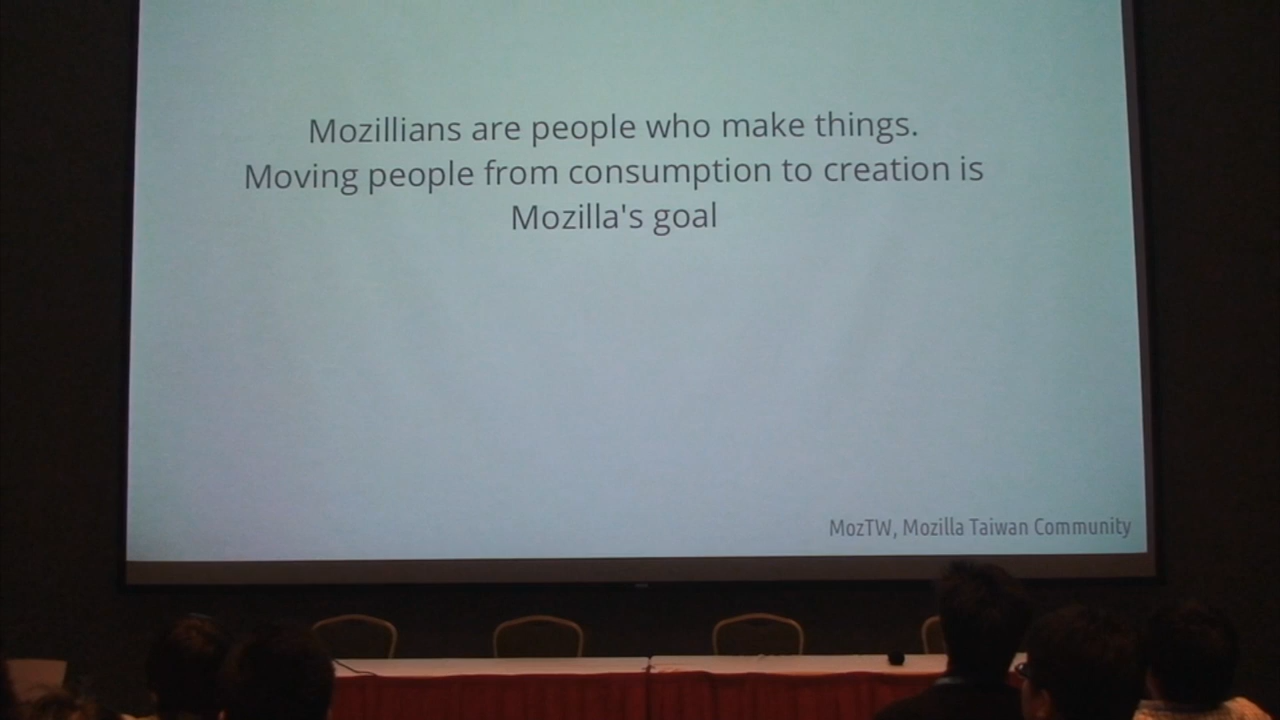 Mozillians are people who make things.
Moving people from consumption to creation is
Mozilla's goal
MozTW, Mozilla Taiwan Community